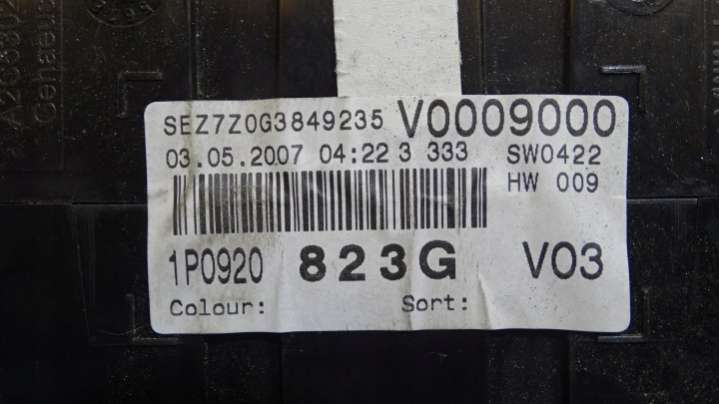 SEZ7Z0G3849235 V0009000
03.05.2007 04:22 3 333 SW0422
HW 009
1P0920 823G V03
Colour: Sort: